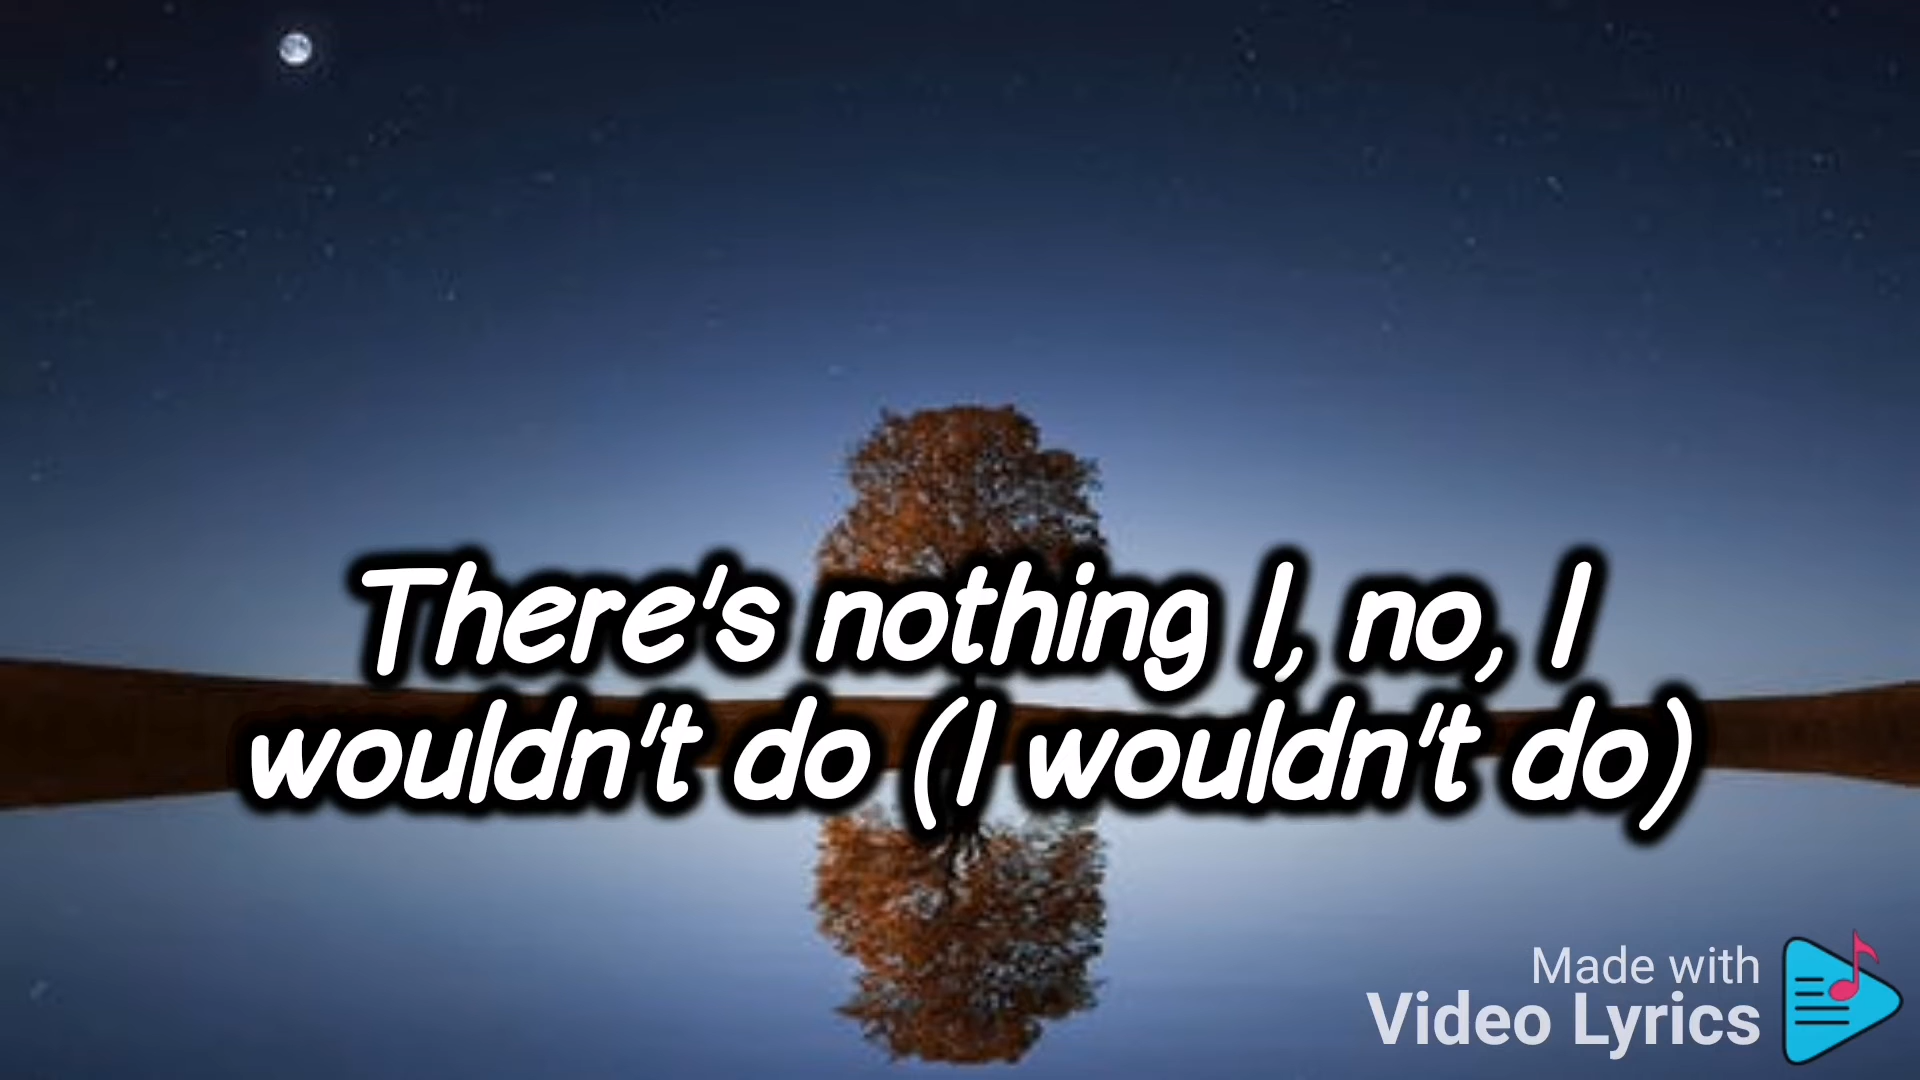 There's nothing I, no, I
wouldn't do (I wouldn't do)
Made with
Video Lyrics